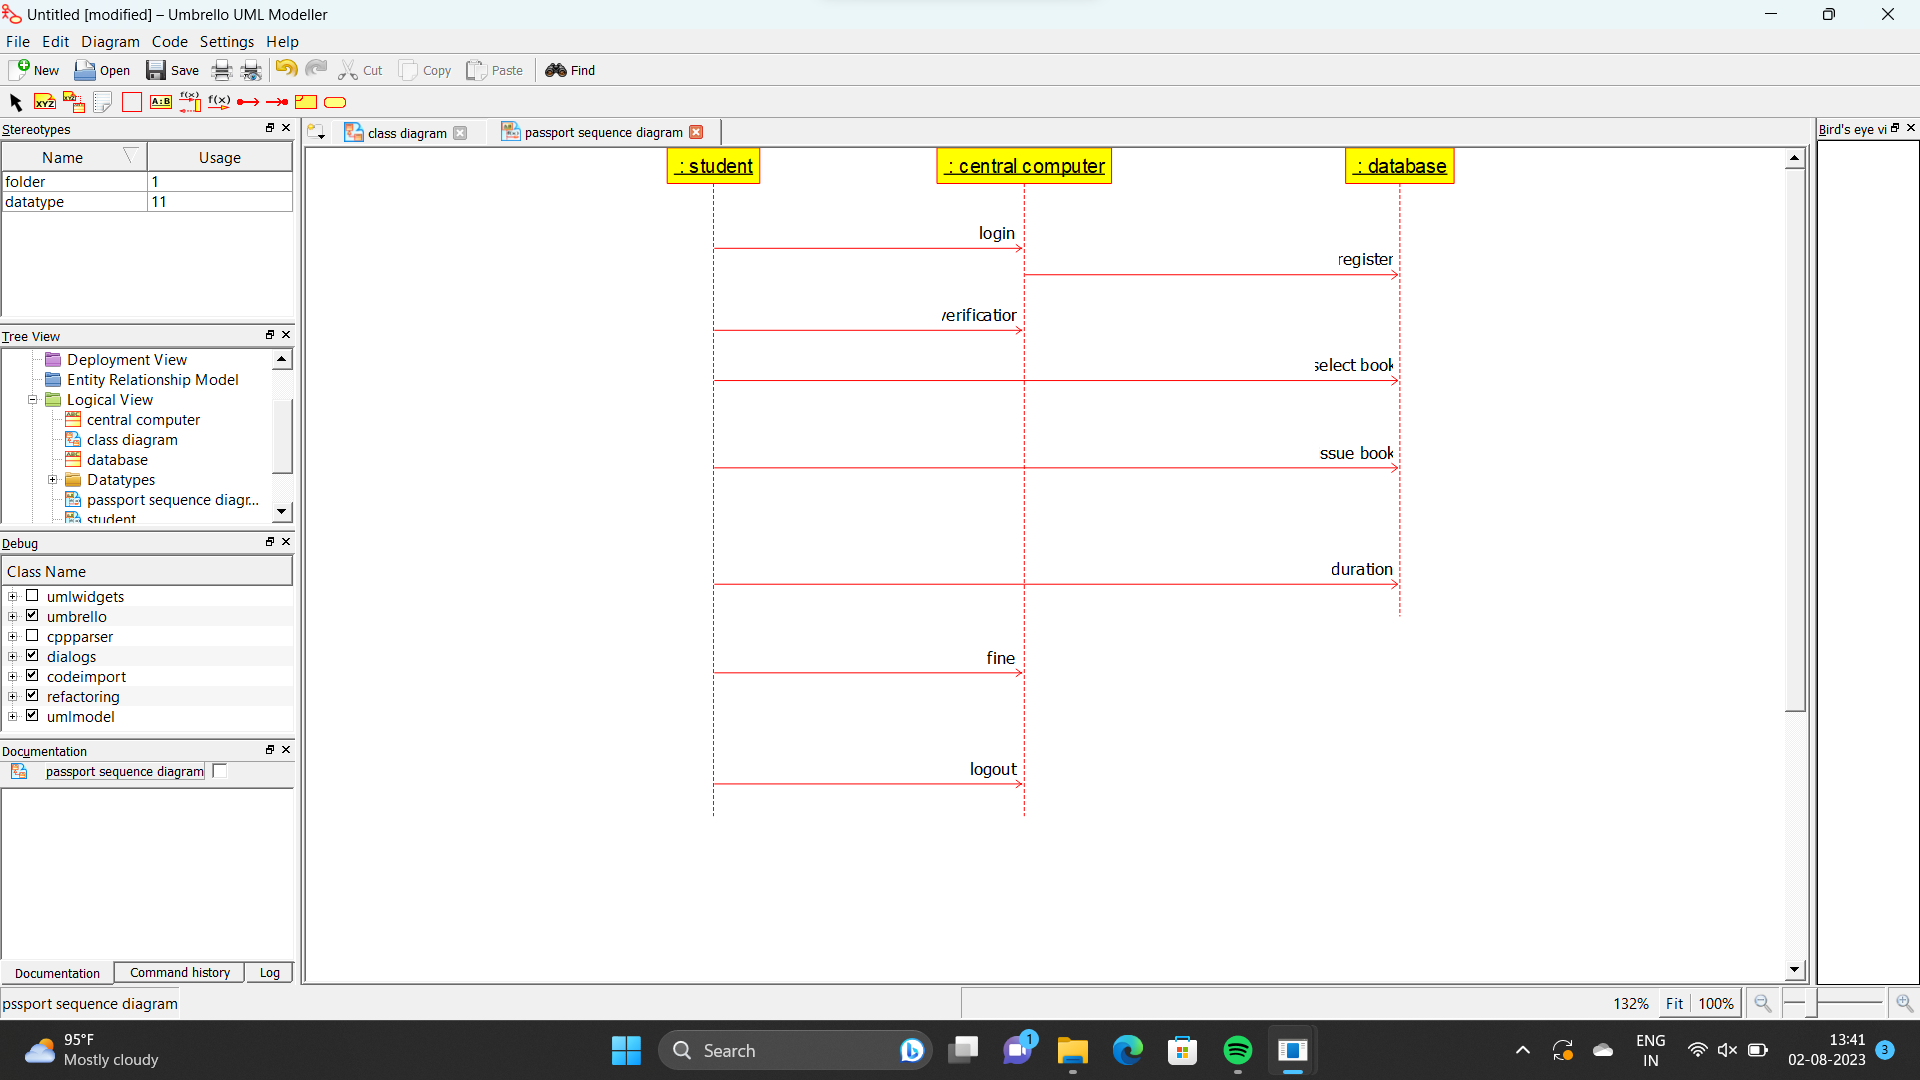 Untitled [modified] – Umbrello UML Modeller
File Edit Diagram Code Settings Help
New Open Save Cut Copy Paste Find
XYZ XYZ A:B f(x) f(x)
Stereotypes
Name Usage
folder 1
datatype 11
Tree View
Deployment View
Entity Relationship Model
Logical View
central computer
class diagram
database
Datatypes
passport sequence diagr...
student
Debug
Class Name
umlwidgets
umbrello
cppparser
dialogs
codeimport
refactoring
umlmodel
Documentation
passport sequence diagram
Documentation Command history Log
class diagram passport sequence diagram
: student : central computer : database
login
register
verification
select book
ssue book
duration
fine
logout
Bird's eye vi
pssport sequence diagram
132% Fit 100%
95°F
Mostly cloudy
Search
1
ENG
IN
13:41
02-08-2023
3